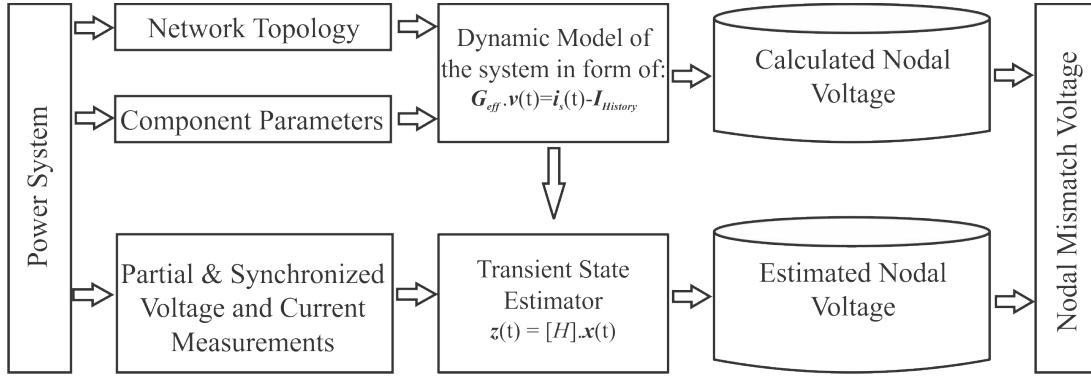 Power System
Network Topology
Component Parameters
Partial & Synchronized
Voltage and Current
Measurements
Dynamic Model of
the system in form of:
G_eff.v(t)=i_s(t)-I_History
Transient State
Estimator
z(t) = [H].x(t)
Calculated Nodal
Voltage
Estimated Nodal
Voltage
Nodal Mismatch Voltage